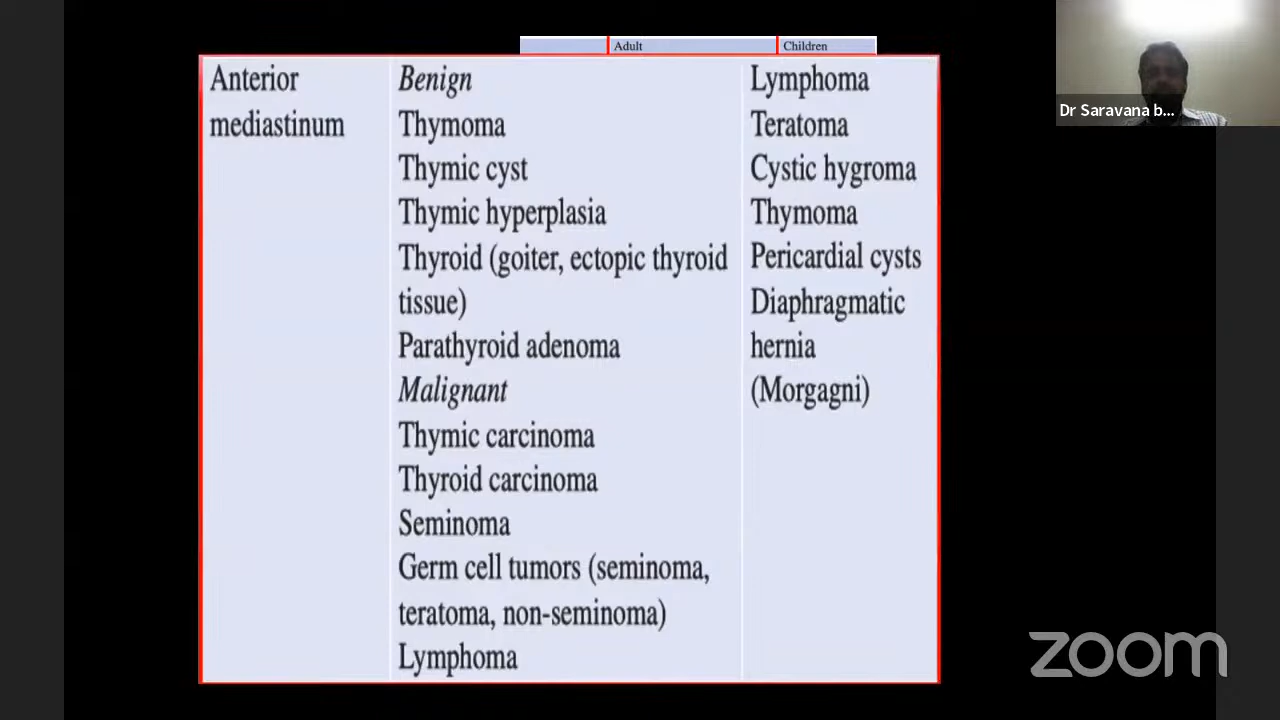 Adult
Children
Anterior
mediastinum
Benign
Thymoma
Thymic cyst
Thymic hyperplasia
Thyroid (goiter, ectopic thyroid
tissue)
Parathyroid adenoma
Malignant
Thymic carcinoma
Thyroid carcinoma
Seminoma
Germ cell tumors (seminoma,
teratoma, non-seminoma)
Lymphoma
Lymphoma
Teratoma
Cystic hygroma
Thymoma
Pericardial cysts
Diaphragmatic
hernia
(Morgagni)
Dr Saravana b...
zoom